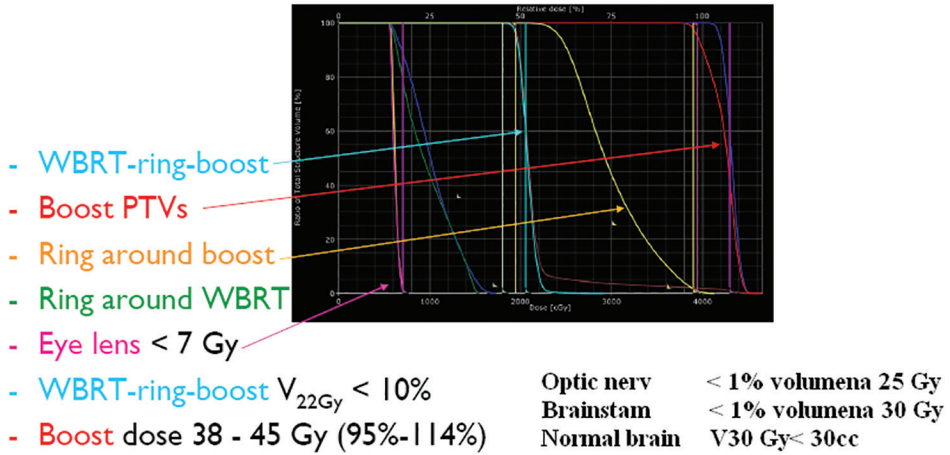 Relative dose [%]
0 25 50 75 100
100
80
60
40
20
0
Ratio of Total Structure Volume [%]
0 1000 2000 3000 4000
Dose [cGy]
- WBRT-ring-boost
- Boost PTVs
- Ring around boost
- Ring around WBRT
- Eye lens < 7 Gy
- WBRT-ring-boost V22Gy < 10%
- Boost dose 38 - 45 Gy (95%-114%)
Optic nerv < 1% volumena 25 Gy
Brainstam < 1% volumena 30 Gy
Normal brain V30 Gy< 30cc